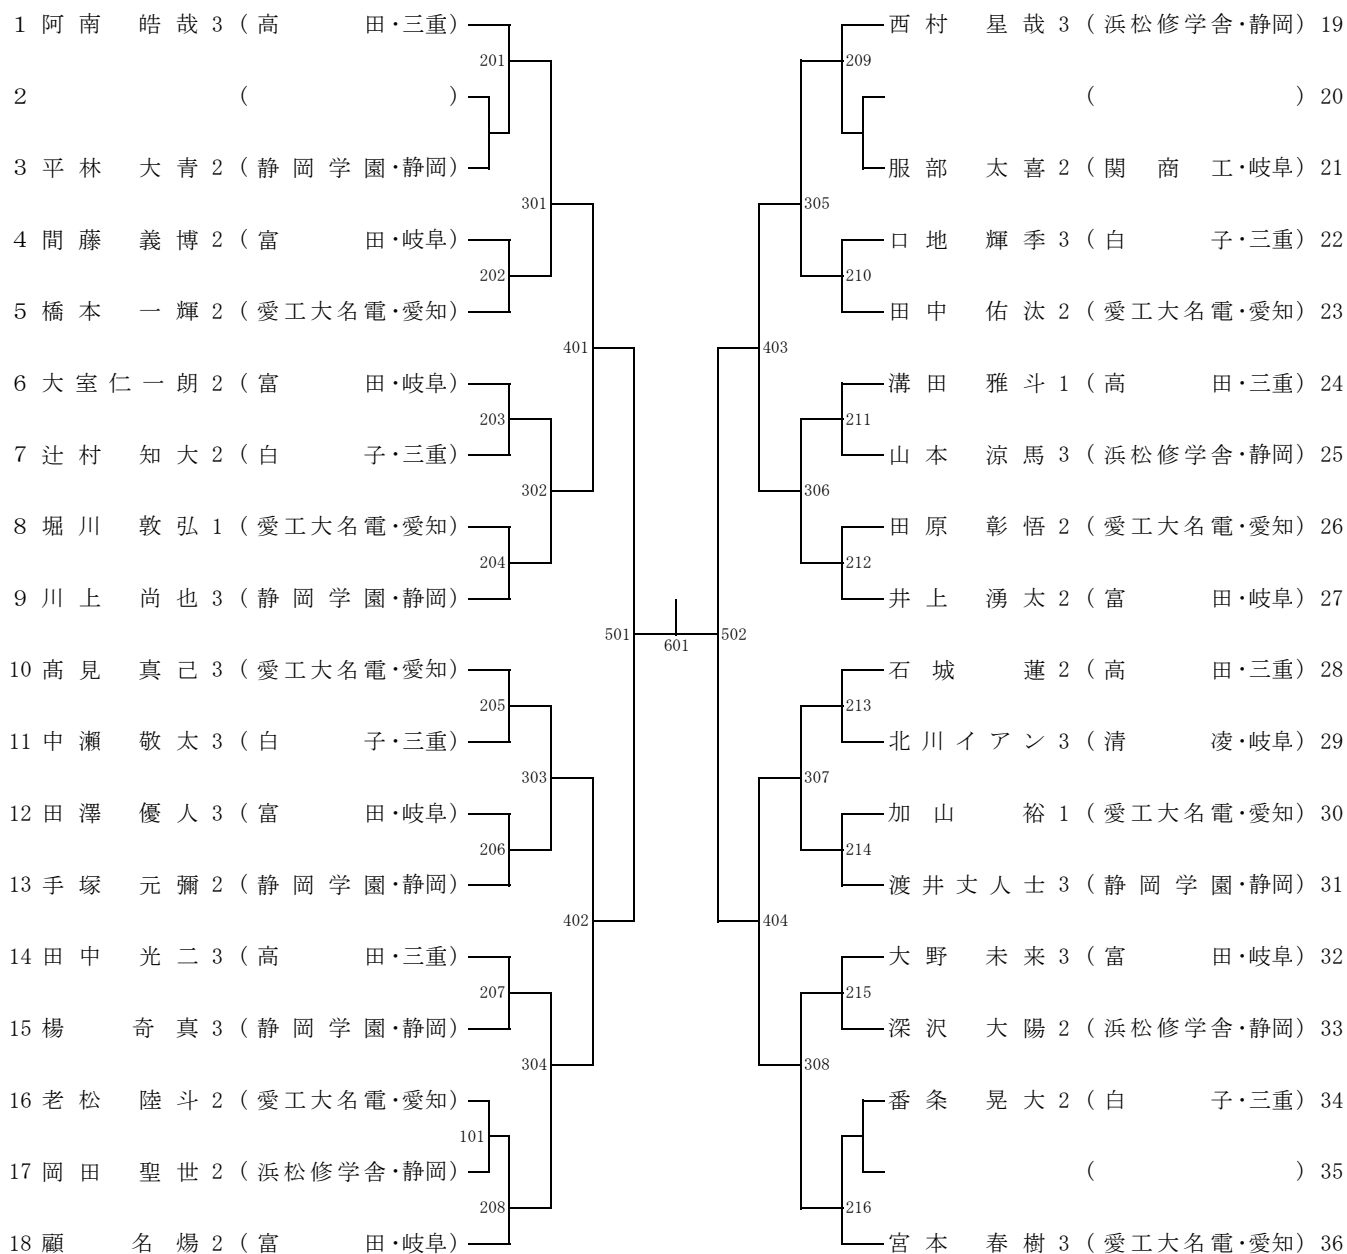 1 阿南 皓哉 3 (高田・三重)
201
2 ( )
3 平林 大青 2 (静岡学園・静岡)
301
4 間藤 義博 2 (富田・岐阜)
202
5 橋本 一輝 2 (愛工大名電・愛知)
401
6 大室仁一朗 2 (富田・岐阜)
203
7 辻村 知大 2 (白子・三重)
302
8 堀川 敦弘 1 (愛工大名電・愛知)
204
9 川上 尚也 3 (静岡学園・静岡)
501
10 髙見 真己 3 (愛工大名電・愛知)
205
11 中瀬 敬太 3 (白子・三重)
303
12 田澤 優人 3 (富田・岐阜)
206
13 手塚 元彌 2 (静岡学園・静岡)
402
14 田中 光二 3 (高田・三重)
207
15 楊 奇真 3 (静岡学園・静岡)
304
16 老松 陸斗 2 (愛工大名電・愛知)
101
17 岡田 聖世 2 (浜松修学舎・静岡)
208
18 顧 名煬 2 (富田・岐阜)
601
西村 星哉 3 (浜松修学舎・静岡) 19
209
( ) 20
服部 太喜 2 (関商工・岐阜) 21
305
口地 輝季 3 (白子・三重) 22
210
田中 佑汰 2 (愛工大名電・愛知) 23
403
溝田 雅斗 1 (高田・三重) 24
211
山本 涼馬 3 (浜松修学舎・静岡) 25
306
田原 彰悟 2 (愛工大名電・愛知) 26
212
井上 湧太 2 (富田・岐阜) 27
502
石城 蓮 2 (高田・三重) 28
213
北川イアン 3 (清凌・岐阜) 29
307
加山 裕 1 (愛工大名電・愛知) 30
214
渡井丈人士 3 (静岡学園・静岡) 31
404
大野 未来 3 (富田・岐阜) 32
215
深沢 大陽 2 (浜松修学舎・静岡) 33
308
番条 晃大 2 (白子・三重) 34
( ) 35
216
宮本 春樹 3 (愛工大名電・愛知) 36